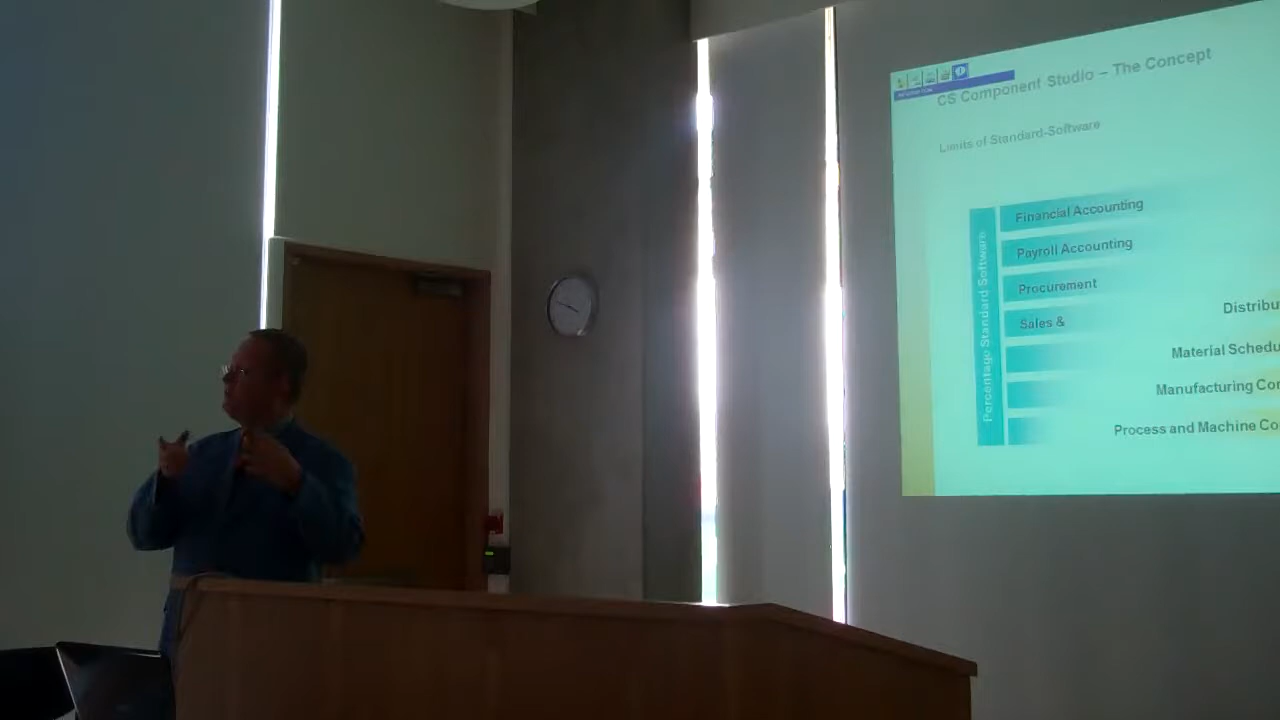 CS Component Studio – The Concept
Limits of Standard-Software
Percentage Standard Software
Financial Accounting
Payroll Accounting
Procurement
Sales &
Distribu
Material Schedu
Manufacturing Con
Process and Machine Co